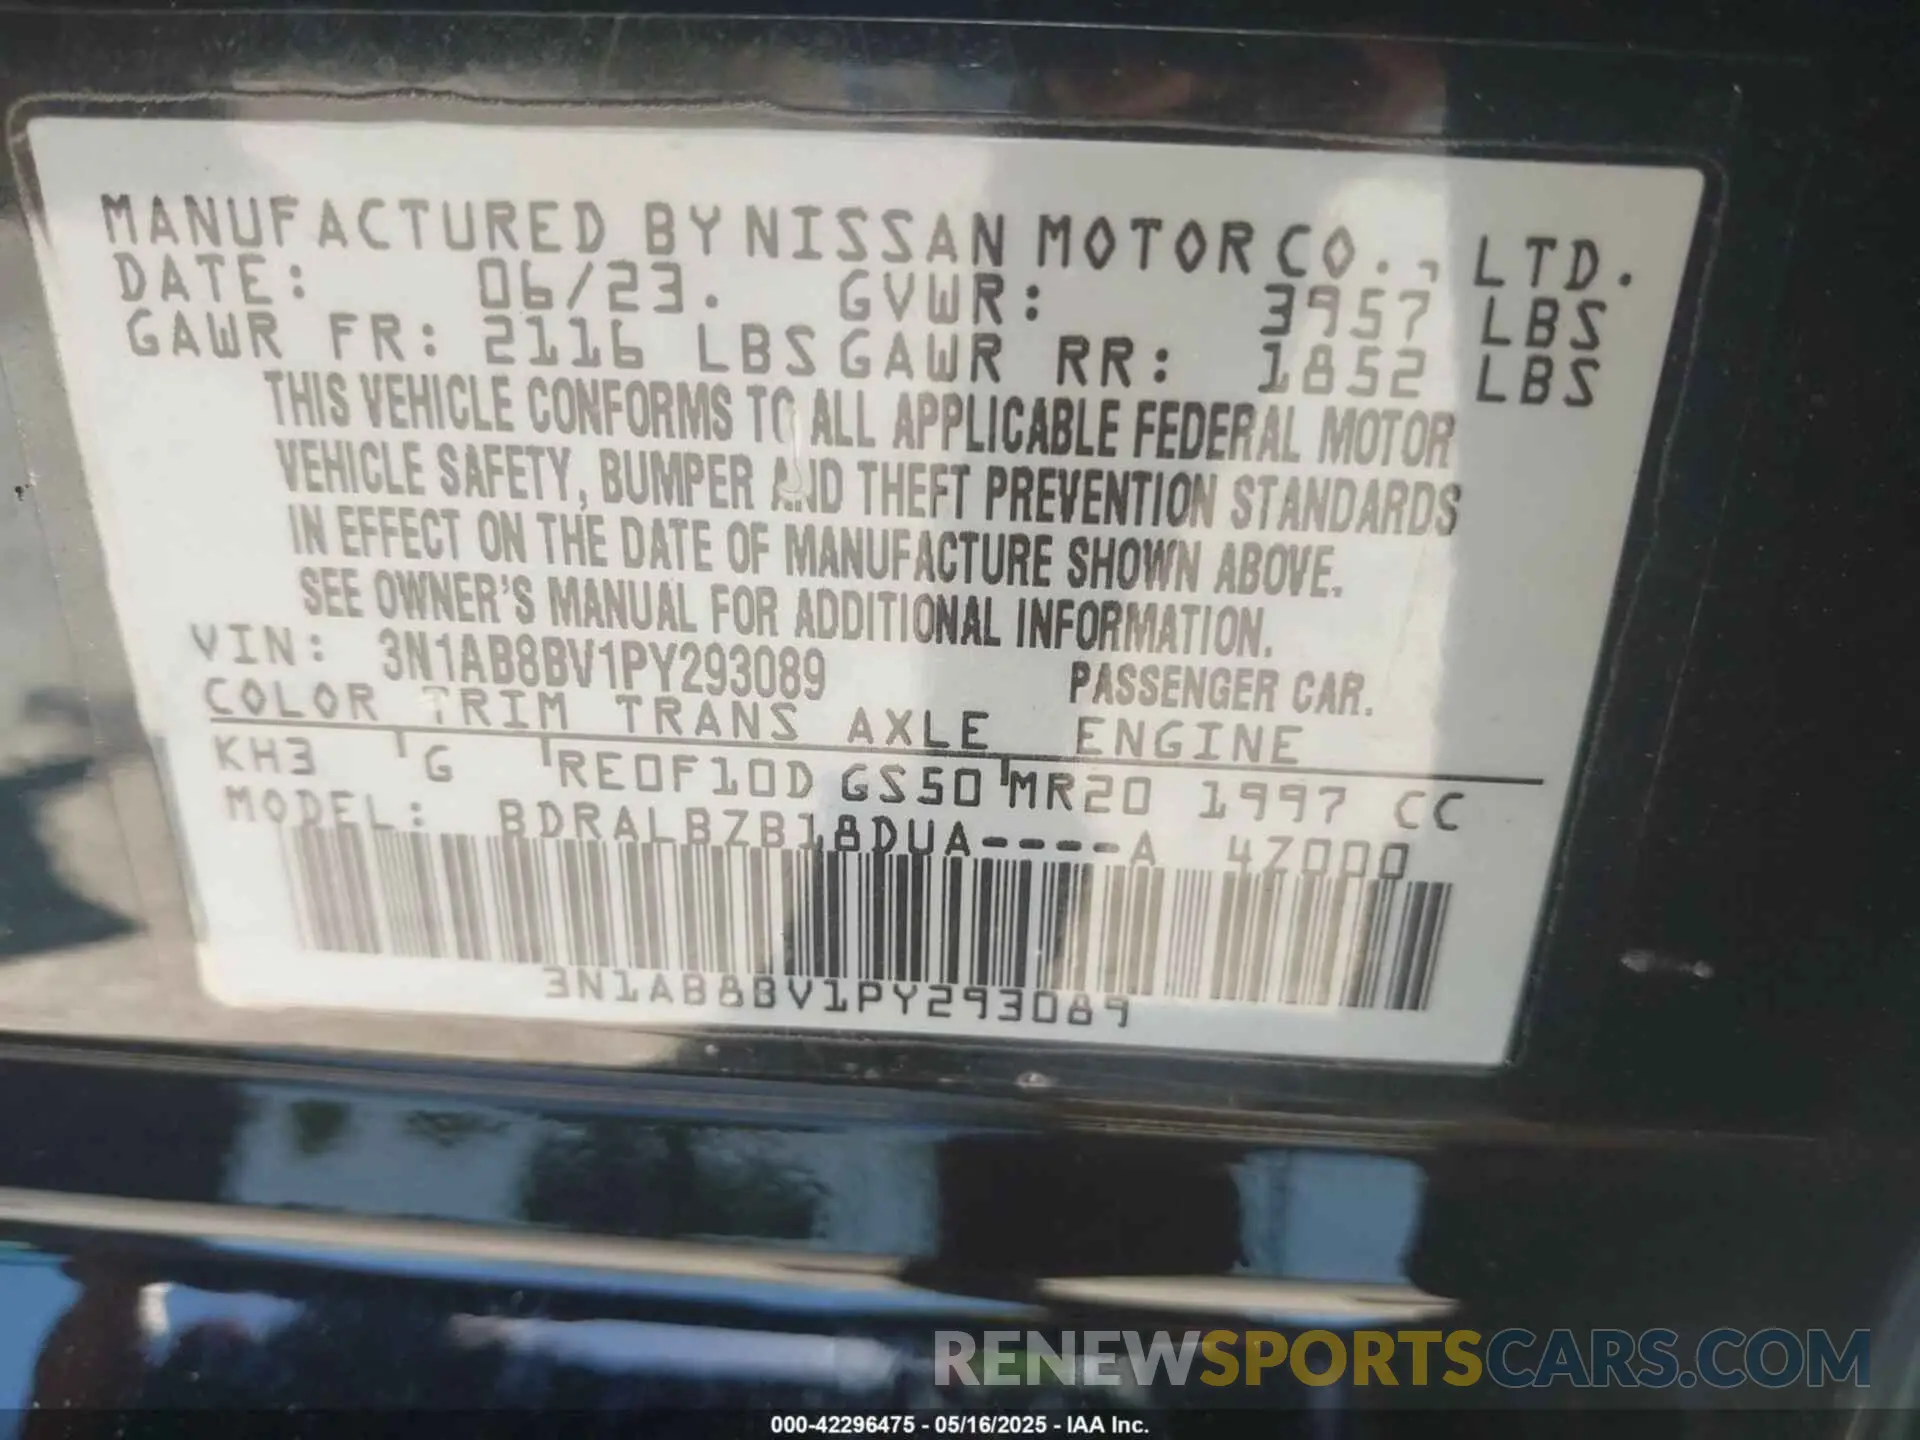 MANUFACTURED BY NISSAN MOTOR CO., LTD.
DATE: 06/23. GVWR: 3957 LBS
GAWR FR: 2116 LBS GAWR RR: 1852 LBS
THIS VEHICLE CONFORMS TO ALL APPLICABLE FEDERAL MOTOR
VEHICLE SAFETY, BUMPER AND THEFT PREVENTION STANDARDS
IN EFFECT ON THE DATE OF MANUFACTURE SHOWN ABOVE.
SEE OWNER'S MANUAL FOR ADDITIONAL INFORMATION.
VIN: 3N1AB8BV1PY293089 PASSENGER CAR.
COLOR TRIM TRANS AXLE ENGINE
KH3 G RE0F10D GS50 MR20 1997 CC
MODEL: BDRALBZB18DUA----A 4Z000
3N1AB8BV1PY293089
RENEWSPORTSCARS.COM
000-42296475 - 05/16/2025 - IAA Inc.